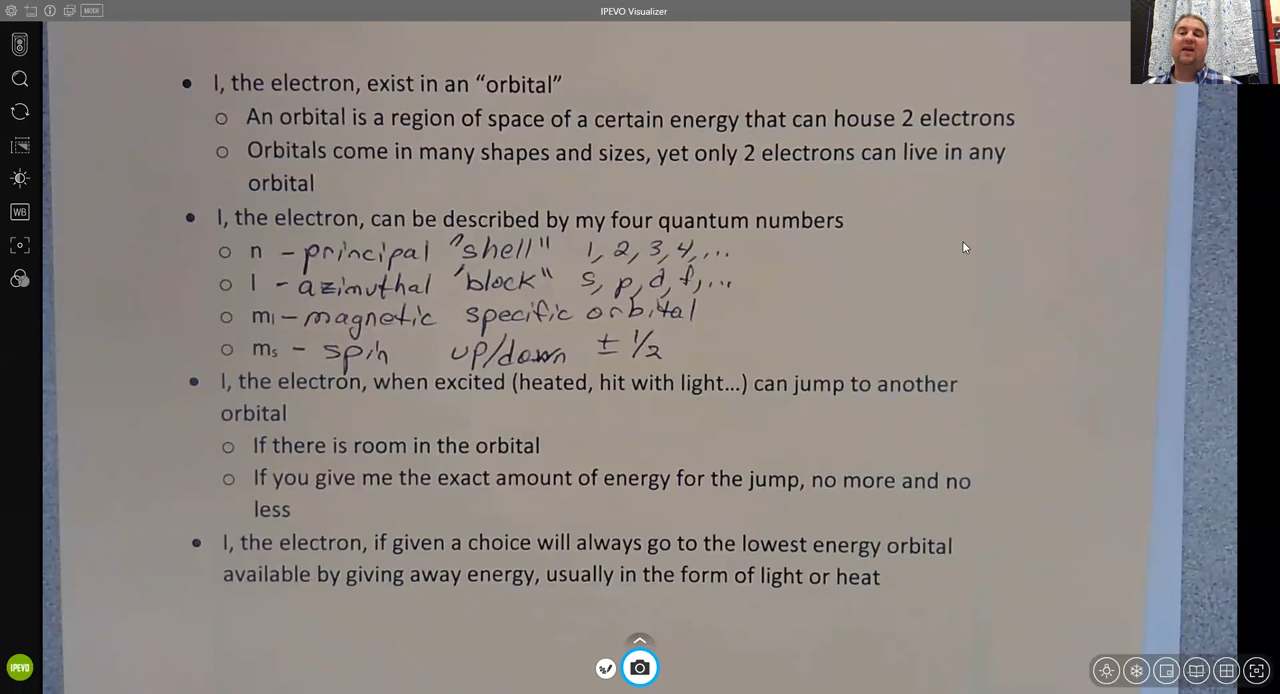 IPEVO Visualizer
MODE
WB
• I, the electron, exist in an “orbital”
o An orbital is a region of space of a certain energy that can house 2 electrons
o Orbitals come in many shapes and sizes, yet only 2 electrons can live in any
orbital
• I, the electron, can be described by my four quantum numbers
o n - principal "shell" 1, 2, 3, 4, ...
o l - azimuthal "block" s, p, d, f, ...
o ml - magnetic specific orbital
o ms - spin up/down ± 1/2
• I, the electron, when excited (heated, hit with light...) can jump to another
orbital
o If there is room in the orbital
o If you give me the exact amount of energy for the jump, no more and no
less
• I, the electron, if given a choice will always go to the lowest energy orbital
available by giving away energy, usually in the form of light or heat
IPEVO